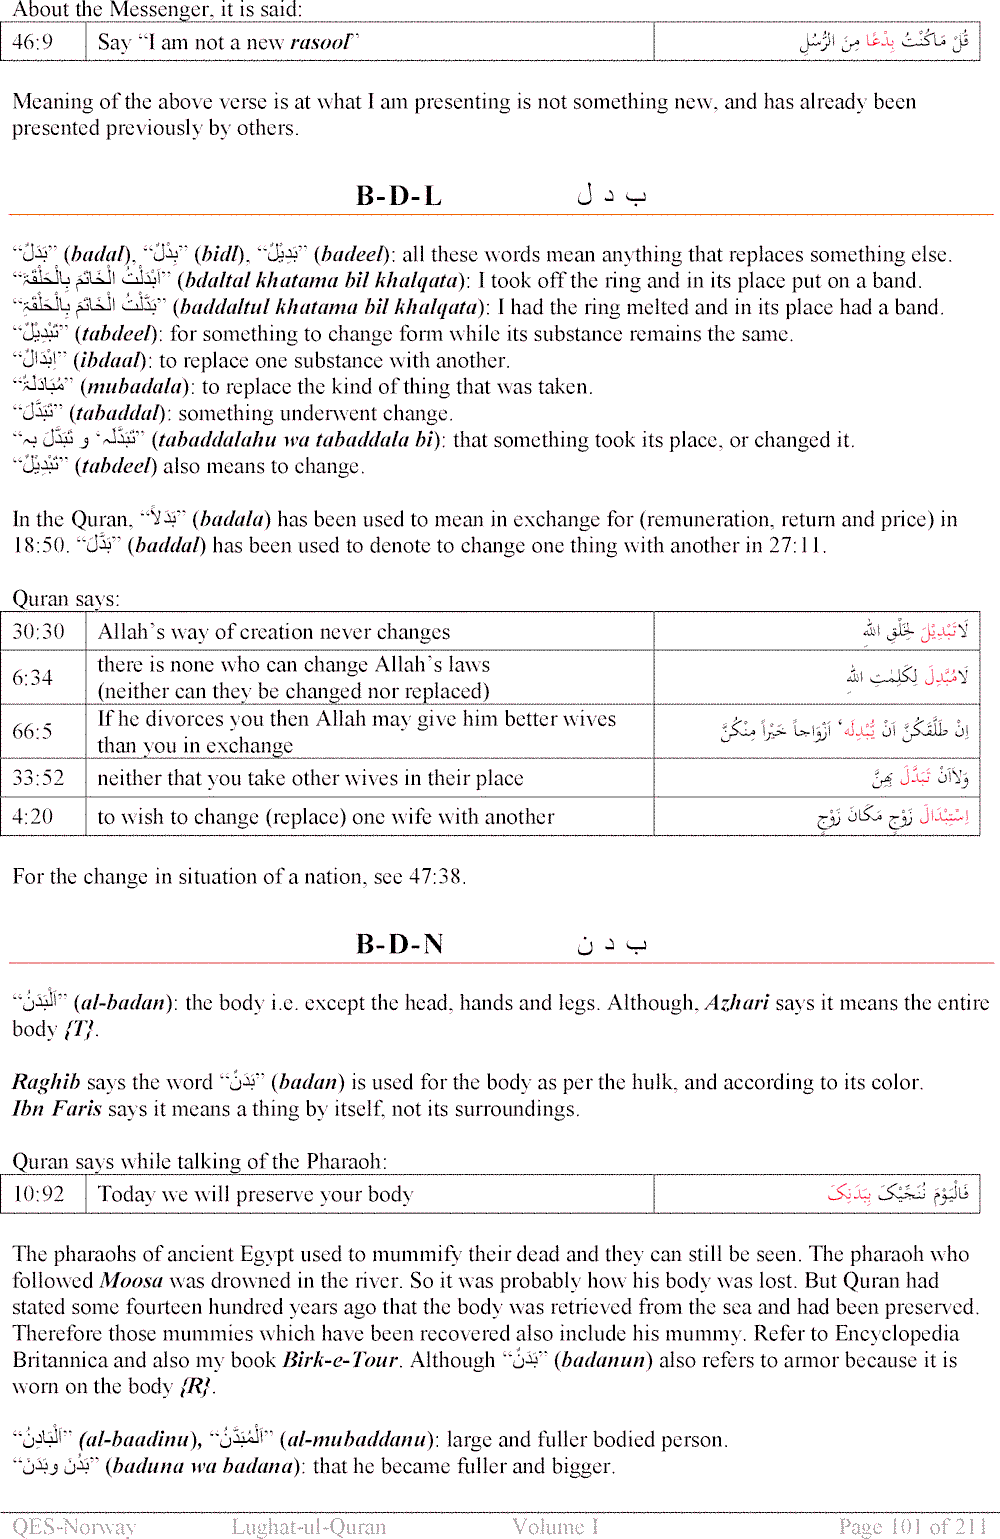 About the Messenger, it is said:
46:9 Say “I am not a new rasool” قُلْ مَاكُنْتُ بِدْعًا مِنَ الرُّسُلِ
Meaning of the above verse is at what I am presenting is not something new, and has already been
presented previously by others.
B-D-L ب د ل
“بَدَلٌ” (badal), “بِدْلٌ” (bidl), “بَدِيْلٌ” (badeel): all these words mean anything that replaces something else.
“اَبْدَلْتُ الْخَاتَمَ بِالْحَلْقَۃِ” (bdaltal khatama bil khalqata): I took off the ring and in its place put on a band.
“بَدَّلْتُ الْخَاتَمَ بِالْحَلْقَۃِ” (baddaltul khatama bil khalqata): I had the ring melted and in its place had a band.
“تَبْدِيْلٌ” (tabdeel): for something to change form while its substance remains the same.
“اِبْدَالٌ” (ibdaal): to replace one substance with another.
“مُبَادَلَۃٌ” (mubadala): to replace the kind of thing that was taken.
“تَبَدَّلَ” (tabaddal): something underwent change.
“تَبَدَّلَہٗ و تَبَدَّلَ بِہ” (tabaddalahu wa tabaddala bi): that something took its place, or changed it.
“تَبْدِيْلٌ” (tabdeel) also means to change.
In the Quran, “بَدَلاً” (badala) has been used to mean in exchange for (remuneration, return and price) in
18:50. “بَدَّلَ” (baddal) has been used to denote to change one thing with another in 27:11.
Quran says:
30:30 Allah’s way of creation never changes لَاتَبْدِيْلَ لِخَلْقِ اللّٰہِ
6:34 there is none who can change Allah’s laws لَامُبَدِّلَ لِكَلِمٰتِ اللّٰہِ
(neither can they be changed nor replaced)
66:5 If he divorces you then Allah may give him better wives اِنْ طَلَّقَكُنَّ اَنْ يُّبْدِلَہٗ اَزْوَاجاً خَيْراً مِنْكُنَّ
than you in exchange
33:52 neither that you take other wives in their place وَلَااَنْ تَبَدَّلَ بِھِنَّ
4:20 to wish to change (replace) one wife with another اِسْتِبْدَالَ زَوْجٍ مَكَانَ زَوْجٍ
For the change in situation of a nation, see 47:38.
B-D-N ب د ن
“اَلْبَدَنُ” (al-badan): the body i.e. except the head, hands and legs. Although, Azhari says it means the entire
body {T}.
Raghib says the word “بَدَنٌ” (badan) is used for the body as per the hulk, and according to its color.
Ibn Faris says it means a thing by itself, not its surroundings.
Quran says while talking of the Pharaoh:
10:92 Today we will preserve your body فَالْيَوْمَ نُنَجِّيْکَ بِبَدَنِکَ
The pharaohs of ancient Egypt used to mummify their dead and they can still be seen. The pharaoh who
followed Moosa was drowned in the river. So it was probably how his body was lost. But Quran had
stated some fourteen hundred years ago that the body was retrieved from the sea and had been preserved.
Therefore those mummies which have been recovered also include his mummy. Refer to Encyclopedia
Britannica and also my book Birk-e-Tour. Although “بَدَنٌ” (badanun) also refers to armor because it is
worn on the body {R}.
“اَلْبَادِنُ” (al-baadinu), “اَلْمُبَدَّنُ” (al-mubaddanu): large and fuller bodied person.
“بَدُنَ وبَدَنَ” (baduna wa badana): that he became fuller and bigger.
QES-Norway Lughat-ul-Quran Volume I Page 101 of 211